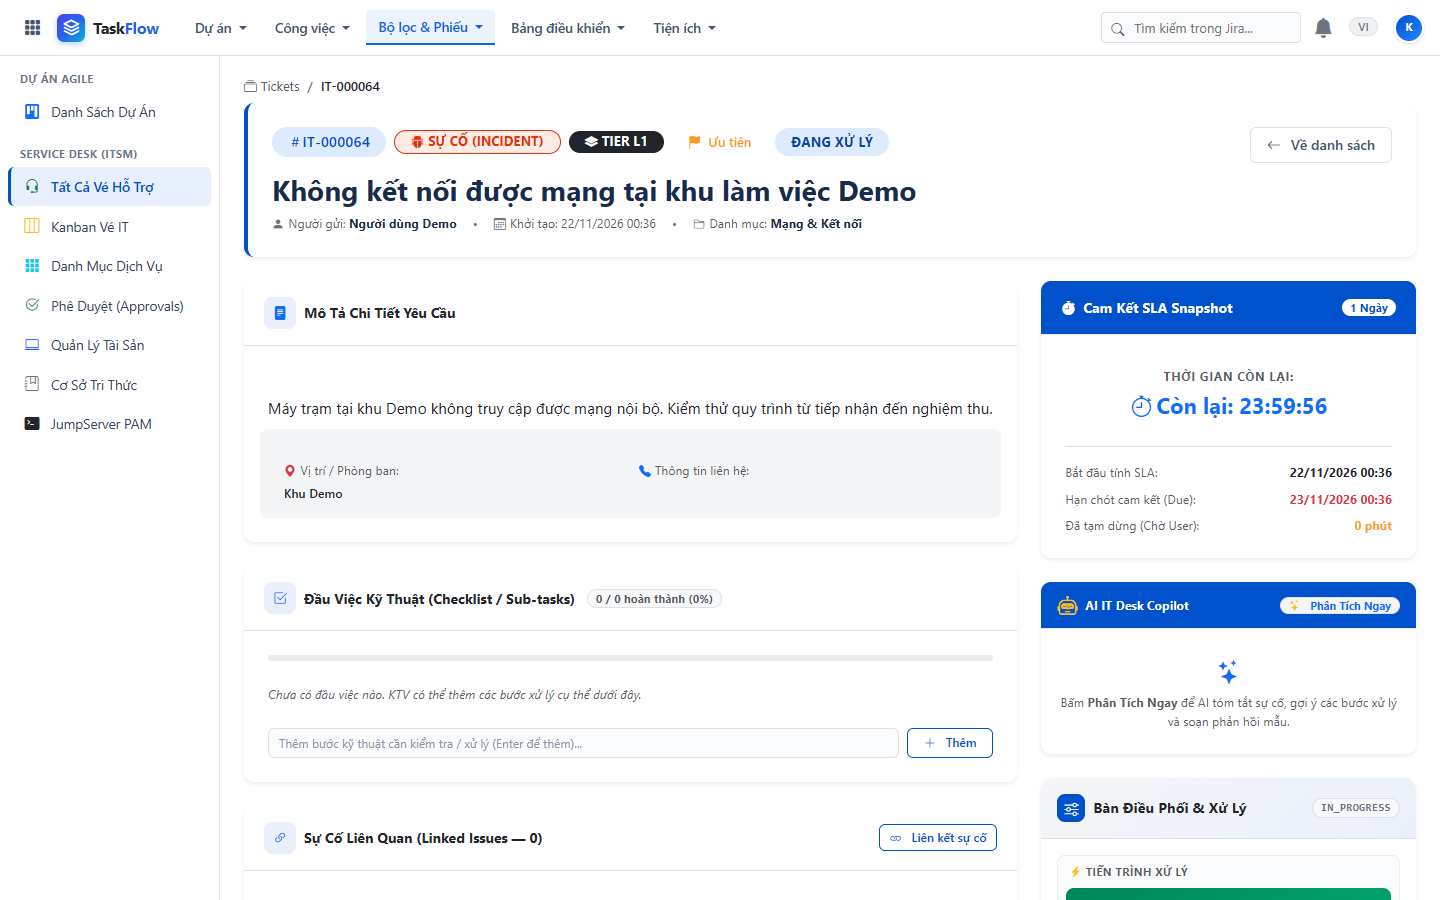 TaskFlow
Dự án
Công việc
Bộ lọc & Phiếu
Bảng điều khiển
Tiện ích
Tìm kiếm trong Jira...
VI
K
DỰ ÁN AGILE
Danh Sách Dự Án
SERVICE DESK (ITSM)
Tất Cả Vé Hỗ Trợ
Kanban Vé IT
Danh Mục Dịch Vụ
Phê Duyệt (Approvals)
Quản Lý Tài Sản
Cơ Sở Tri Thức
JumpServer PAM
Tickets / IT-000064
# IT-000064
SỰ CỐ (INCIDENT)
TIER L1
Ưu tiên
ĐANG XỬ LÝ
Về danh sách
Không kết nối được mạng tại khu làm việc Demo
Người gửi: Người dùng Demo • Khởi tạo: 22/11/2026 00:36 • Danh mục: Mạng & Kết nối
Mô Tả Chi Tiết Yêu Cầu
Máy trạm tại khu Demo không truy cập được mạng nội bộ. Kiểm thử quy trình từ tiếp nhận đến nghiệm thu.
Vị trí / Phòng ban:
Khu Demo
Thông tin liên hệ:
Đầu Việc Kỹ Thuật (Checklist / Sub-tasks)
0 / 0 hoàn thành (0%)
Chưa có đầu việc nào. KTV có thể thêm các bước xử lý cụ thể dưới đây.
Thêm bước kỹ thuật cần kiểm tra / xử lý (Enter để thêm)...
+ Thêm
Sự Cố Liên Quan (Linked Issues — 0)
Liên kết sự cố
Cam Kết SLA Snapshot
1 Ngày
THỜI GIAN CÒN LẠI:
Còn lại: 23:59:56
Bắt đầu tính SLA: 22/11/2026 00:36
Hạn chót cam kết (Due): 23/11/2026 00:36
Đã tạm dừng (Chờ User): 0 phút
AI IT Desk Copilot
Phân Tích Ngay
Bấm Phân Tích Ngay để AI tóm tắt sự cố, gợi ý các bước xử lý
và soạn phản hồi mẫu.
Bàn Điều Phối & Xử Lý
IN_PROGRESS
TIẾN TRÌNH XỬ LÝ